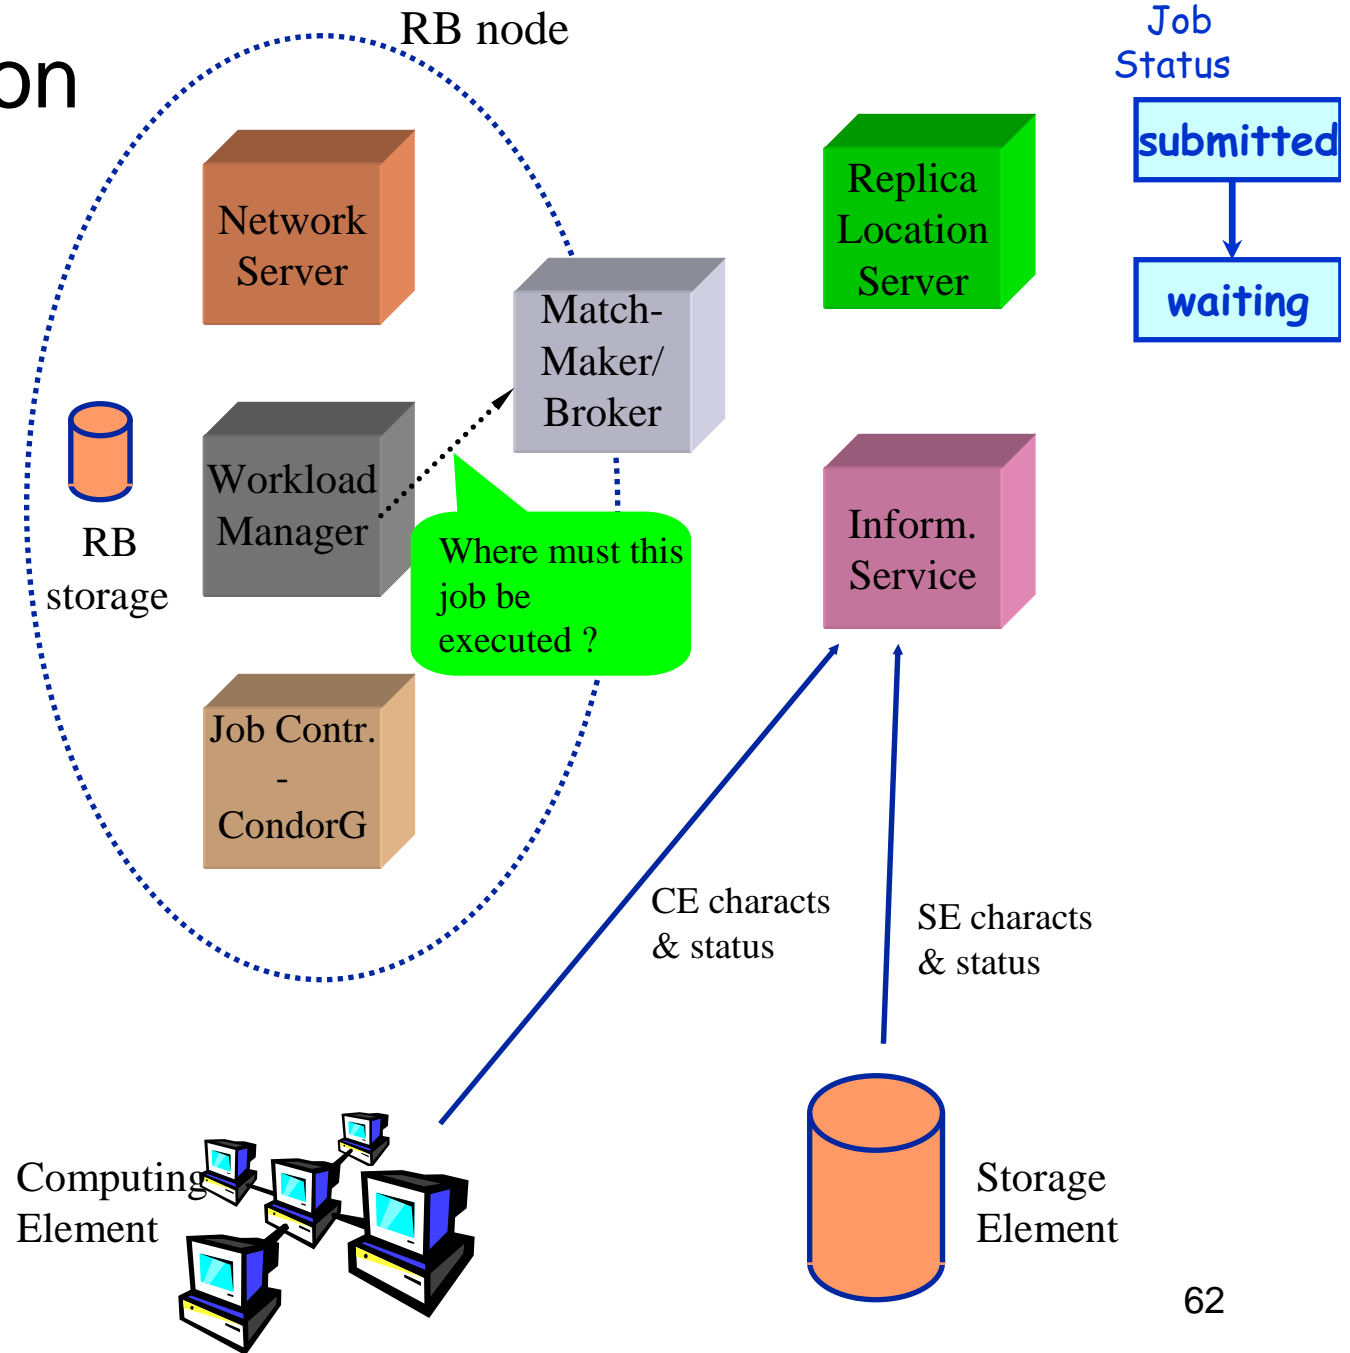 RB node
Job
Status
submitted
waiting
Network
Server
Replica
Location
Server
Match-
Maker/
Broker
Workload
Manager
RB
storage
Where must this
job be
executed ?
Inform.
Service
Job Contr.
-
CondorG
CE characts
& status
SE characts
& status
Computing
Element
Storage
Element
62